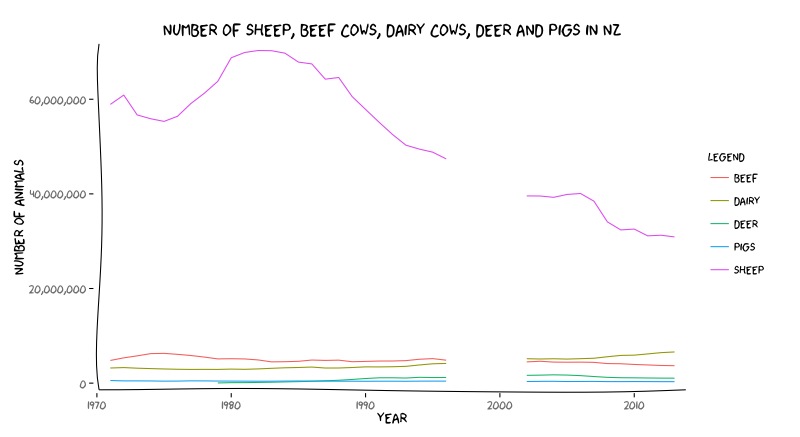 NUMBER OF SHEEP, BEEF COWS, DAIRY COWS, DEER AND PIGS IN NZ
NUMBER OF ANIMALS
60,000,000
40,000,000
20,000,000
0
1970
1980
1990
2000
2010
YEAR
LEGEND
BEEF
DAIRY
DEER
PIGS
SHEEP